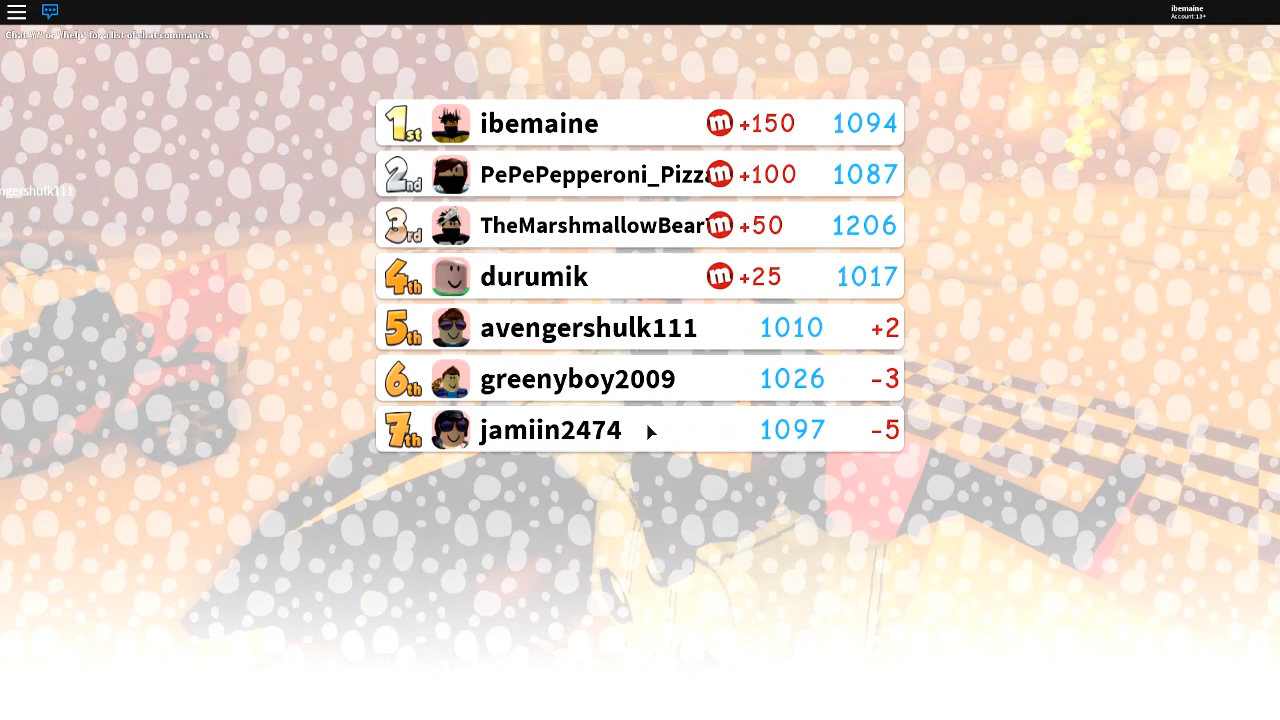 ibemaine
Account: 13+
Chat '/?' or '/help' for a list of chat commands.
1st ibemaine m +150 1094
2nd PePePepperoni_Pizz m +100 1087
ngershulk111
3rd TheMarshmallowBear m +50 1206
4th durumik m +25 1017
5th avengershulk111 1010 +2
6th greenyboy2009 1026 -3
7th jamiin2474 1097 -5